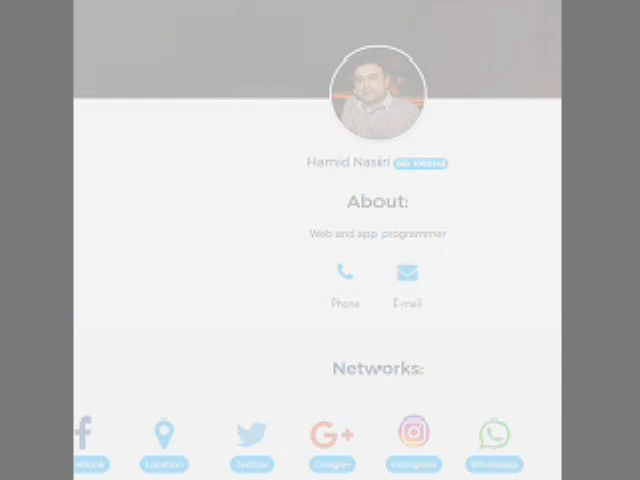 Hamid Nasiri
About:
Web and app programmer
Phone E-mail
Networks:
Location Twitter Google+ Instagram Whatsapp